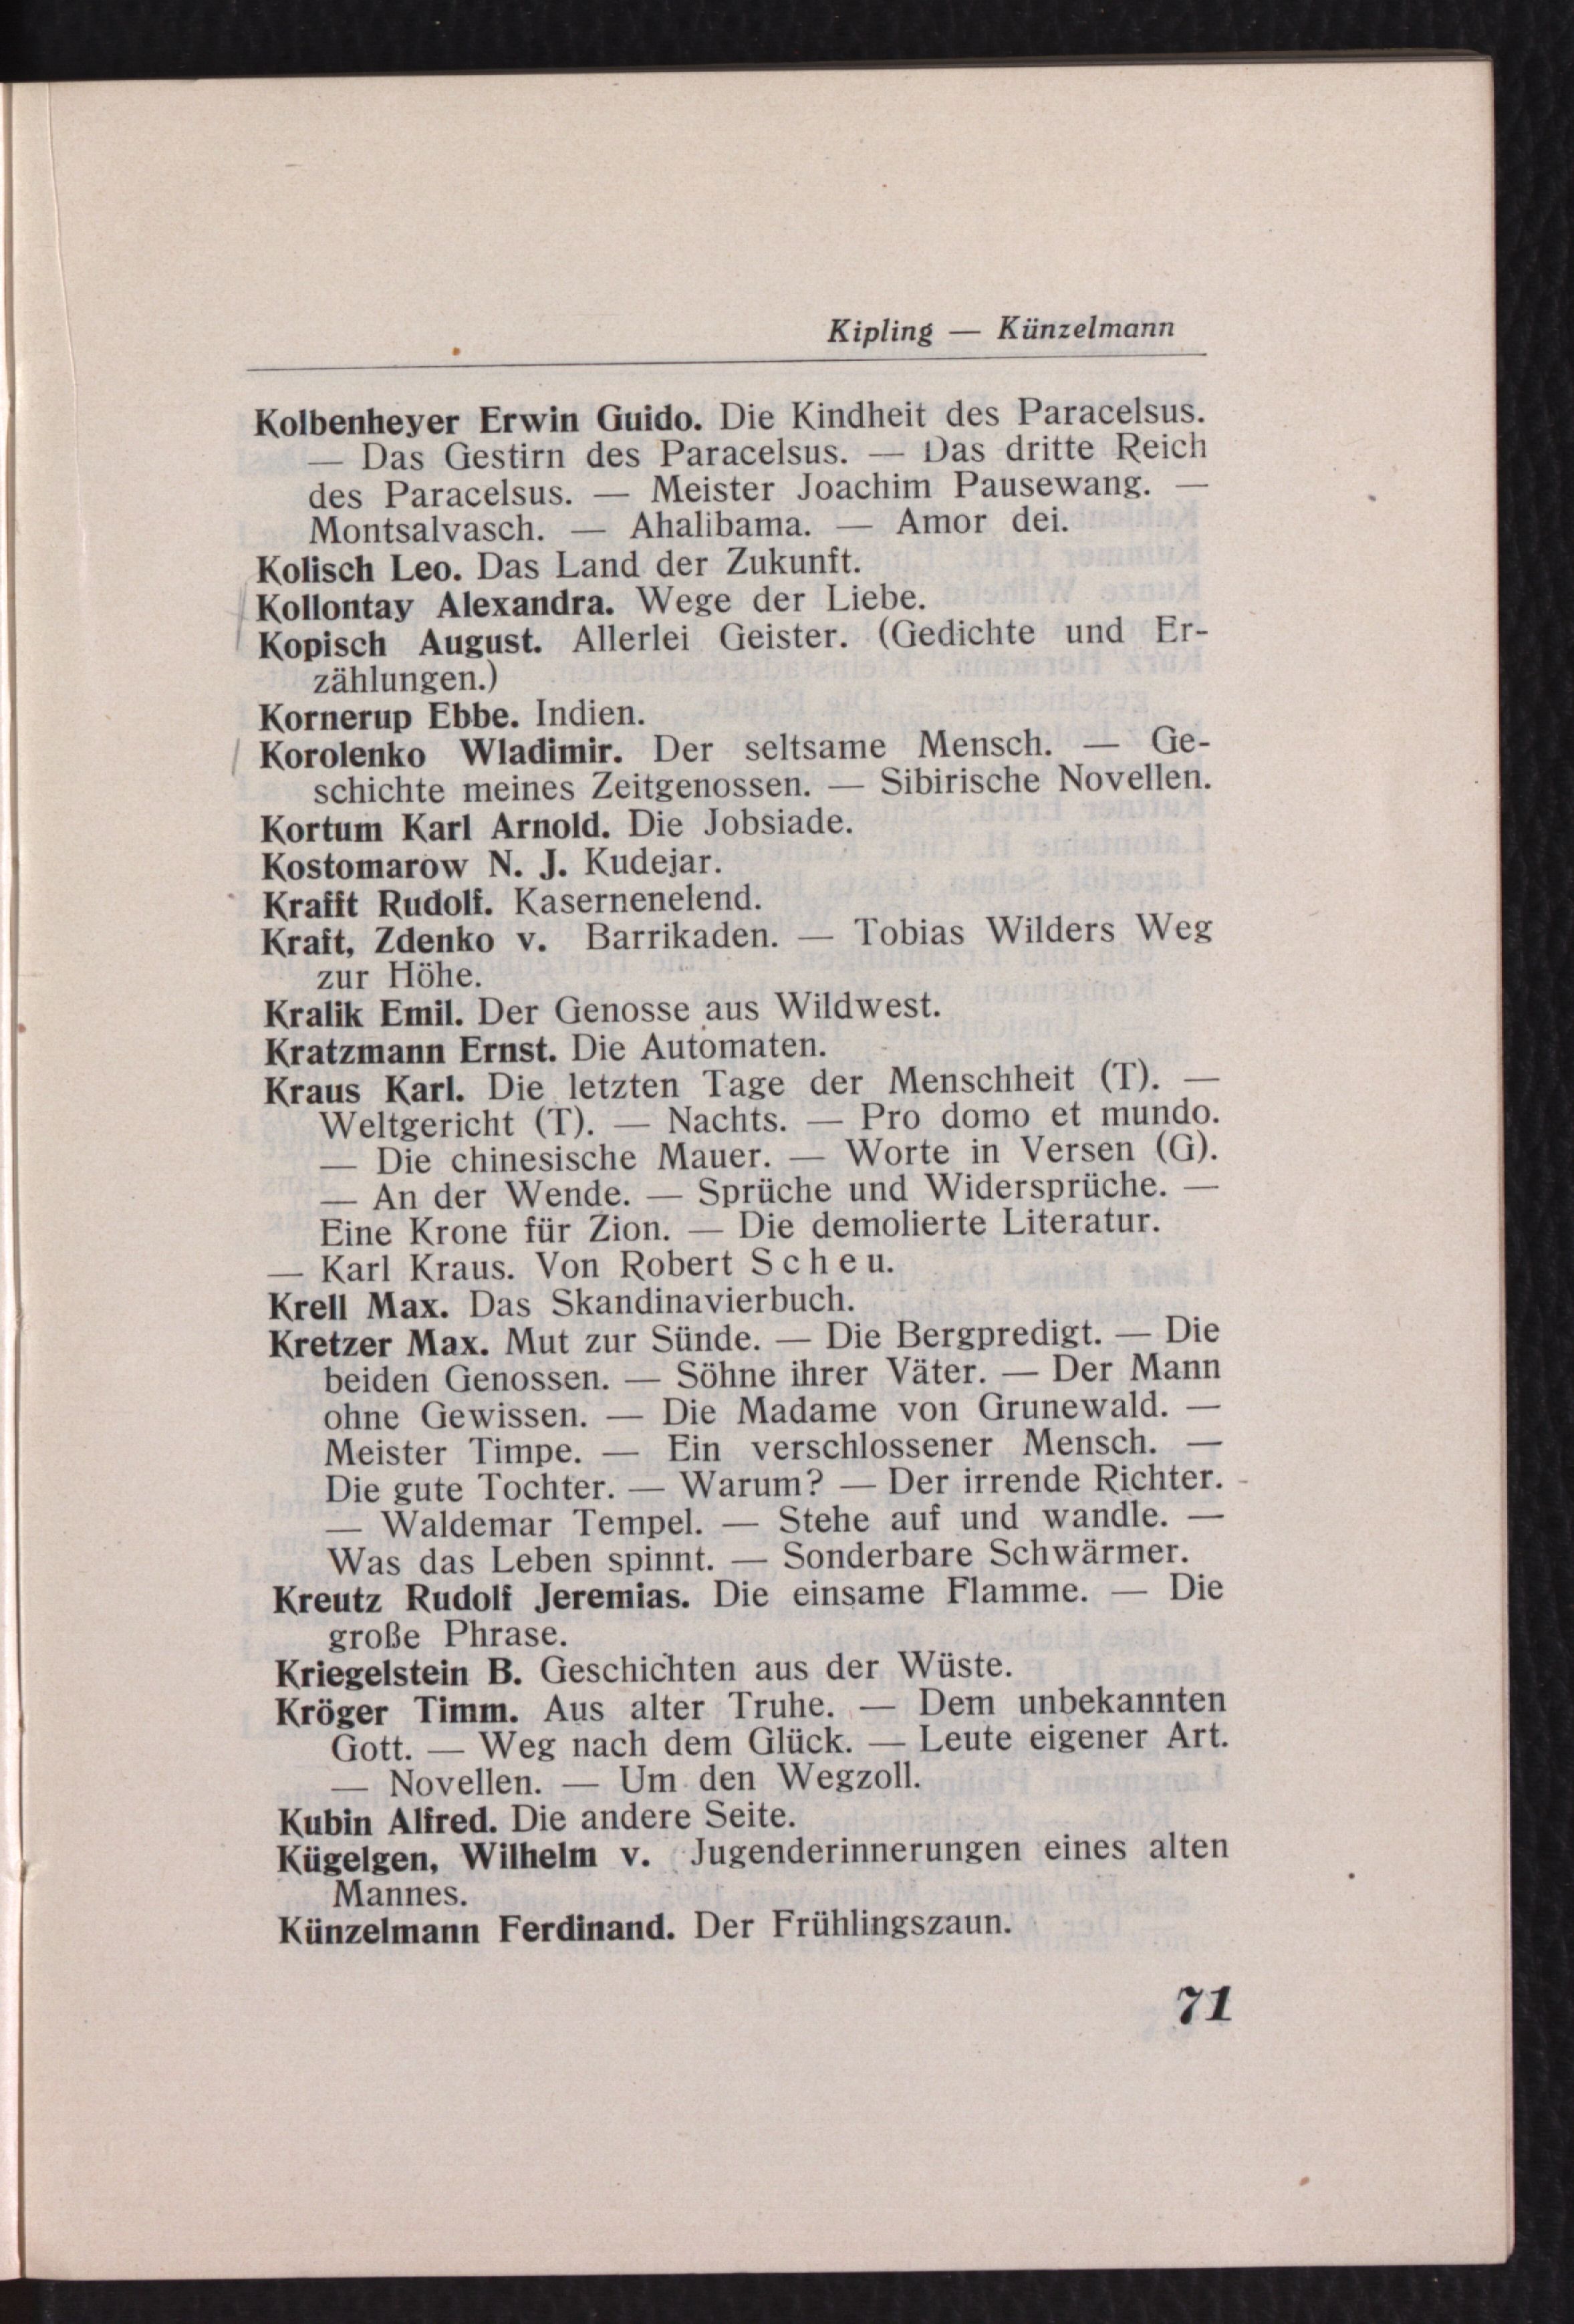 Kipling — Künzelmann
Kolbenheyer Erwin Guido. Die Kindheit des Paracelsus.
— Das Gestirn des Paracelsus. — Das dritte Reich
des Paracelsus. — Meister Joachim Pausewang. —
Montsalvasch. — Ahalibama. — Amor dei.
Kolisch Leo. Das Land der Zukunft.
Kollontay Alexandra. Wege der Liebe.
Kopisch August. Allerlei Geister. (Gedichte und Er-
zählungen.)
Kornerup Ebbe. Indien.
Korolenko Wladimir. Der seltsame Mensch. — Ge-
schichte meines Zeitgenossen. — Sibirische Novellen.
Kortum Karl Arnold. Die Jobsiade.
Kostomarow N. J. Kudejar.
Krafft Rudolf. Kasernenelend.
Kraft, Zdenko v. Barrikaden. — Tobias Wilders Weg
zur Höhe.
Kralik Emil. Der Genosse aus Wildwest.
Kratzmann Ernst. Die Automaten.
Kraus Karl. Die letzten Tage der Menschheit (T). —
Weltgericht (T). — Nachts. — Pro domo et mundo.
— Die chinesische Mauer. — Worte in Versen (G).
— An der Wende. — Sprüche und Widersprüche. —
Eine Krone für Zion. — Die demolierte Literatur.
— Karl Kraus. Von Robert Scheu.
Krell Max. Das Skandinavierbuch.
Kretzer Max. Mut zur Sünde. — Die Bergpredigt. — Die
beiden Genossen. — Söhne ihrer Väter. — Der Mann
ohne Gewissen. — Die Madame von Grunewald. —
Meister Timpe. — Ein verschlossener Mensch. —
Die gute Tochter. — Warum? — Der irrende Richter.
— Waldemar Tempel. — Stehe auf und wandle. —
Was das Leben spinnt. — Sonderbare Schwärmer.
Kreutz Rudolf Jeremias. Die einsame Flamme. — Die
große Phrase.
Kriegelstein B. Geschichten aus der Wüste.
Kröger Timm. Aus alter Truhe. — Dem unbekannten
Gott. — Weg nach dem Glück. — Leute eigener Art.
— Novellen. — Um den Wegzoll.
Kubin Alfred. Die andere Seite.
Kügelgen, Wilhelm v. Jugenderinnerungen eines alten
Mannes.
Künzelmann Ferdinand. Der Frühlingszaun.
71